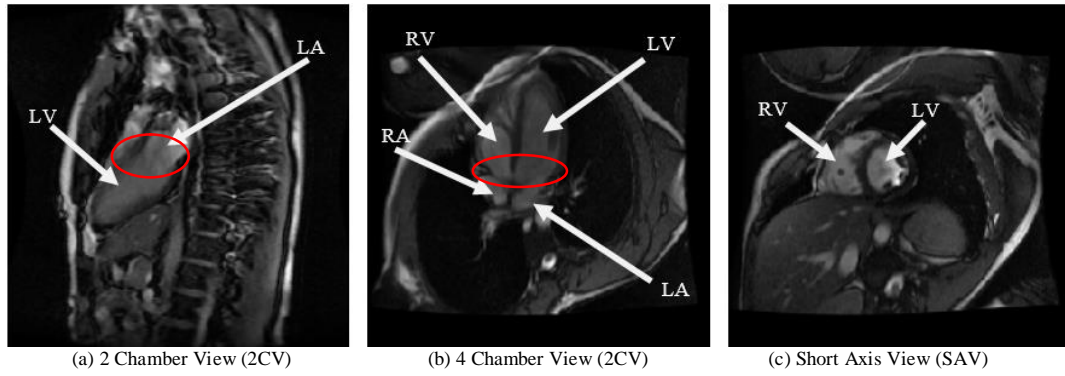 LA
LV
RV
LV
RA
LA
RV
LV
(a) 2 Chamber View (2CV)
(b) 4 Chamber View (2CV)
(c) Short Axis View (SAV)